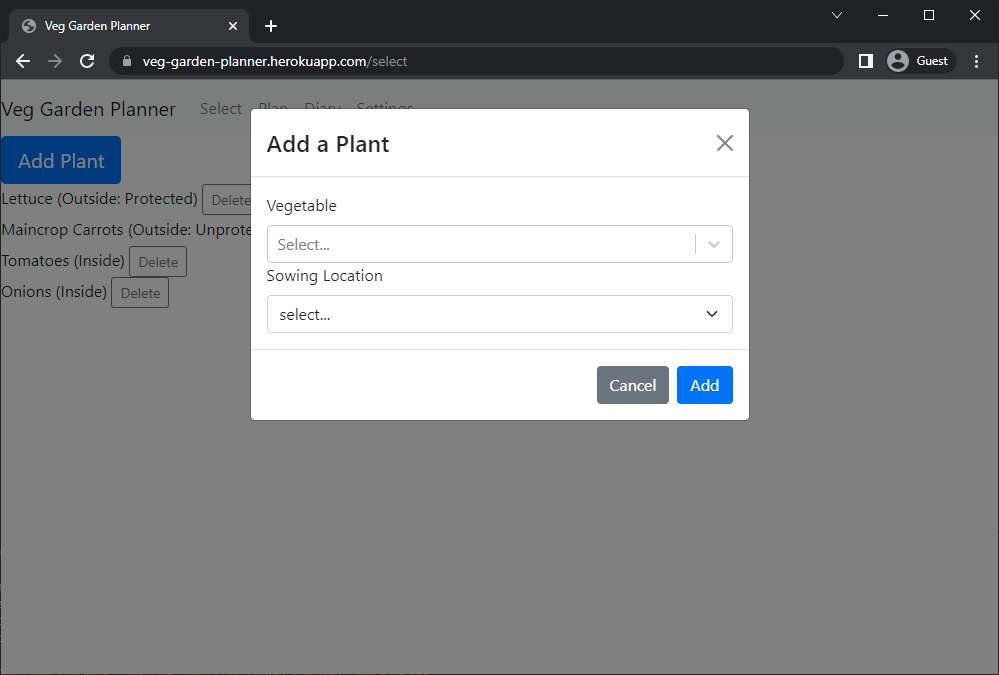 Veg Garden Planner
veg-garden-planner.herokuapp.com/select
Guest
Veg Garden Planner Select Plan Diary Settings
Add Plant
Lettuce (Outside: Protected) Delete
Maincrop Carrots (Outside: Unprote
Tomatoes (Inside) Delete
Onions (Inside) Delete
Add a Plant
Vegetable
Select...
Sowing Location
select...
Cancel Add